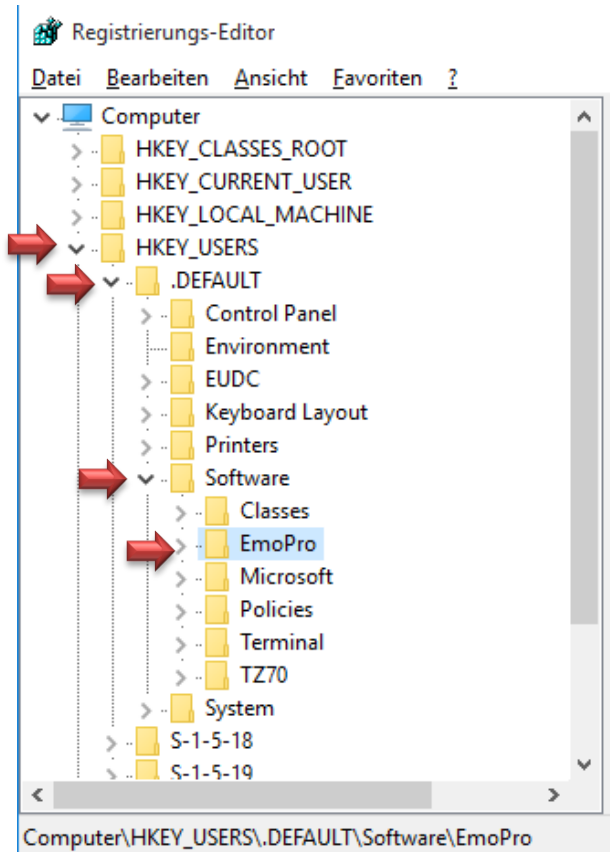 Registrierungs-Editor
Datei Bearbeiten Ansicht Favoriten ?
Computer
HKEY_CLASSES_ROOT
HKEY_CURRENT_USER
HKEY_LOCAL_MACHINE
HKEY_USERS
.DEFAULT
Control Panel
Environment
EUDC
Keyboard Layout
Printers
Software
Classes
EmoPro
Microsoft
Policies
Terminal
TZ70
System
S-1-5-18
S-1-5-19
Computer\HKEY_USERS\.DEFAULT\Software\EmoPro